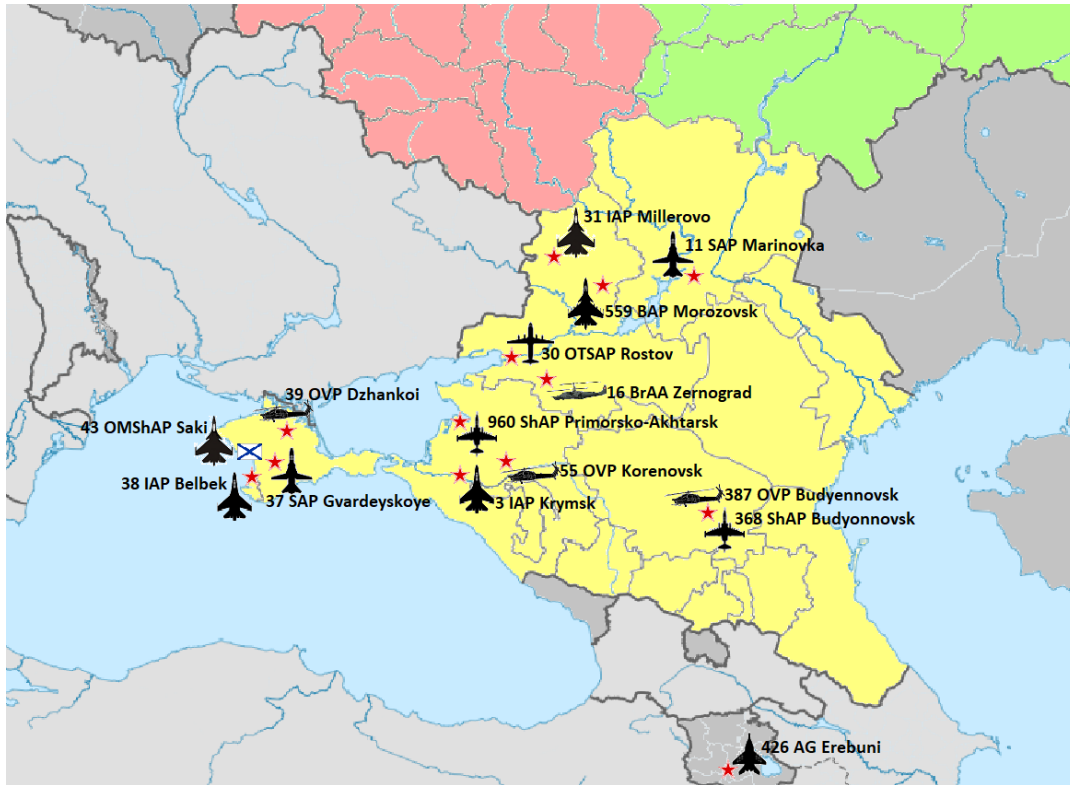 31 IAP Millerovo
11 SAP Marinovka
559 BAP Morozovsk
30 OTSAP Rostov
39 OVP Dzhankoi
16 BrAA Zernograd
43 OMShAP Saki
960 ShAP Primorsko-Akhtarsk
55 OVP Korenovsk
38 IAP Belbek
37 SAP Gvardeyskoye
3 IAP Krymsk
387 OVP Budyennovsk
368 ShAP Budyonnovsk
426 AG Erebuni